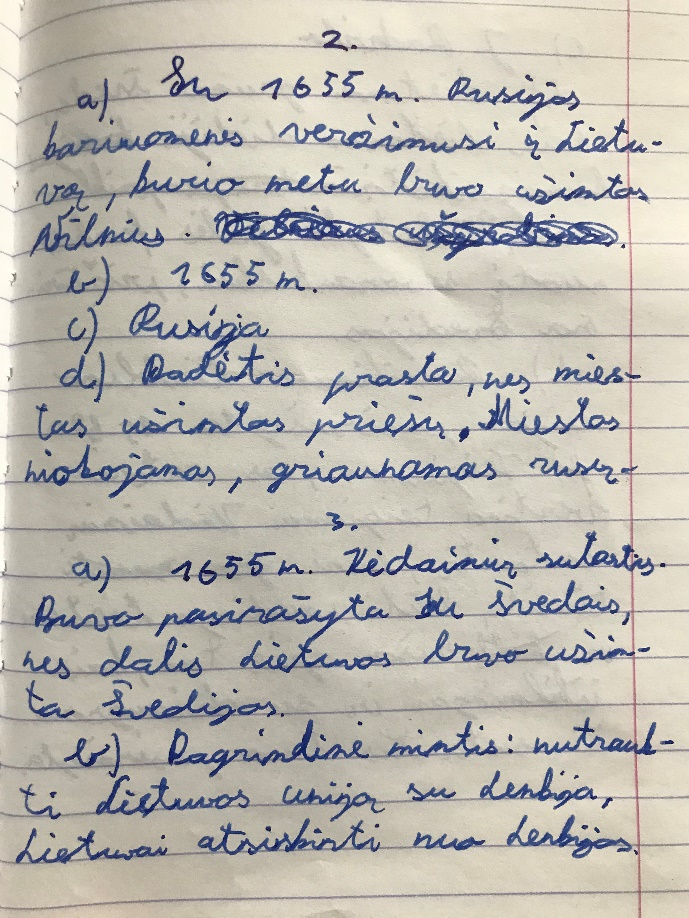 2.
a) Su 1655 m. Rusijos
kariuomenės veržimusi į Lietu-
vą, kurio metu buvo užimtas
Vilnius.
b) 1655 m.
c) Rusija
d) Padėtis prasta, nes mies-
tas užimtas priešų. Miestas
niokojamas, griaunamas rusų.
3.
a) 1655 m. Kėdainių sutartis.
Buvo pasirašyta su švedais,
nes dalis Lietuvos buvo užim-
ta Švedijos.
b) Pagrindinė mintis: nutrauk-
ti Lietuvos uniją su Lenkija,
Lietuvai atsiskirti nuo Lenkijos.